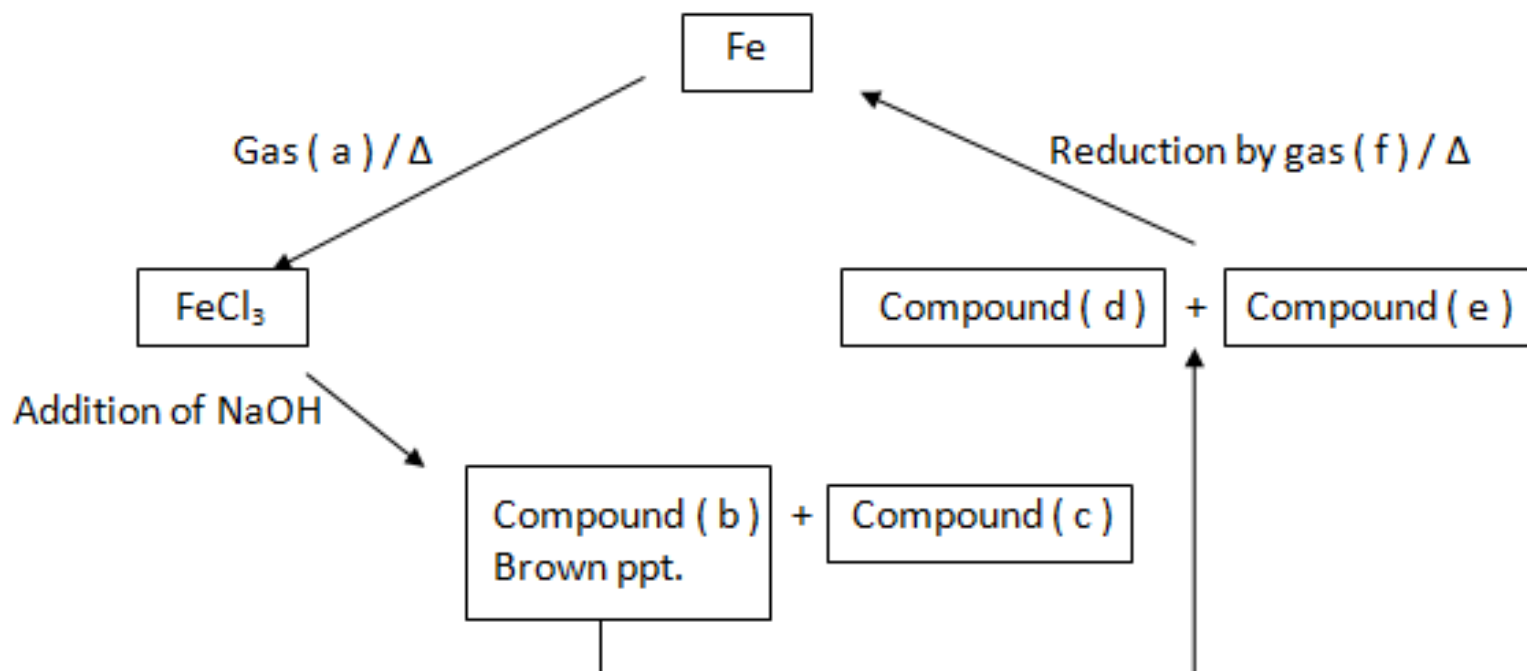 Fe
Gas ( a ) / Δ
Reduction by gas ( f ) / Δ
FeCl₃
Compound ( d ) + Compound ( e )
Addition of NaOH
Compound ( b ) + Compound ( c )
Brown ppt.